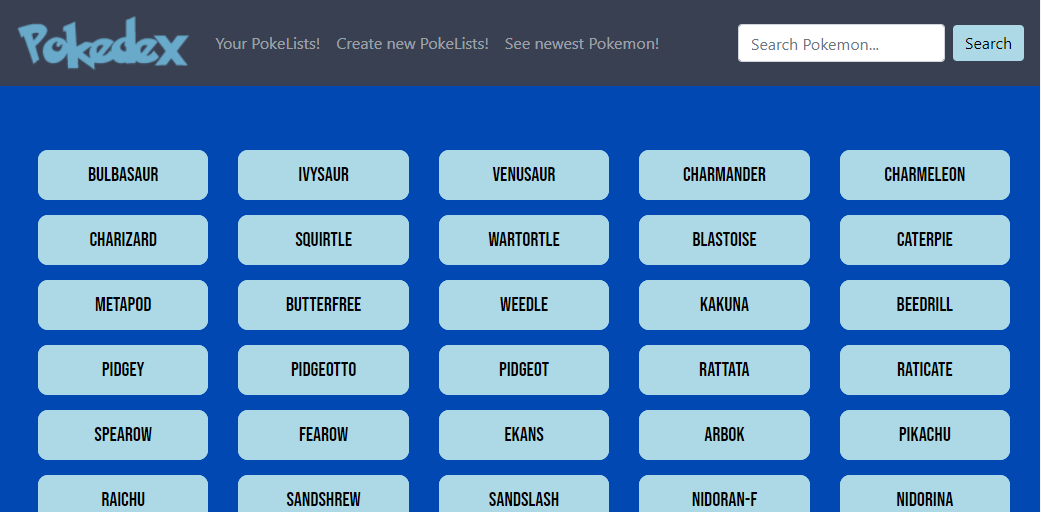 Pokedex Your PokeLists! Create new PokeLists! See newest Pokemon! Search Pokemon... Search
BULBASAUR IVYSAUR VENUSAUR CHARMANDER CHARMELEON
CHARIZARD SQUIRTLE WARTORTLE BLASTOISE CATERPIE
METAPOD BUTTERFREE WEEDLE KAKUNA BEEDRILL
PIDGEY PIDGEOTTO PIDGEOT RATTATA RATICATE
SPEAROW FEAROW EKANS ARBOK PIKACHU
RAICHU SANDSHREW SANDSLASH NIDORAN-F NIDORINA